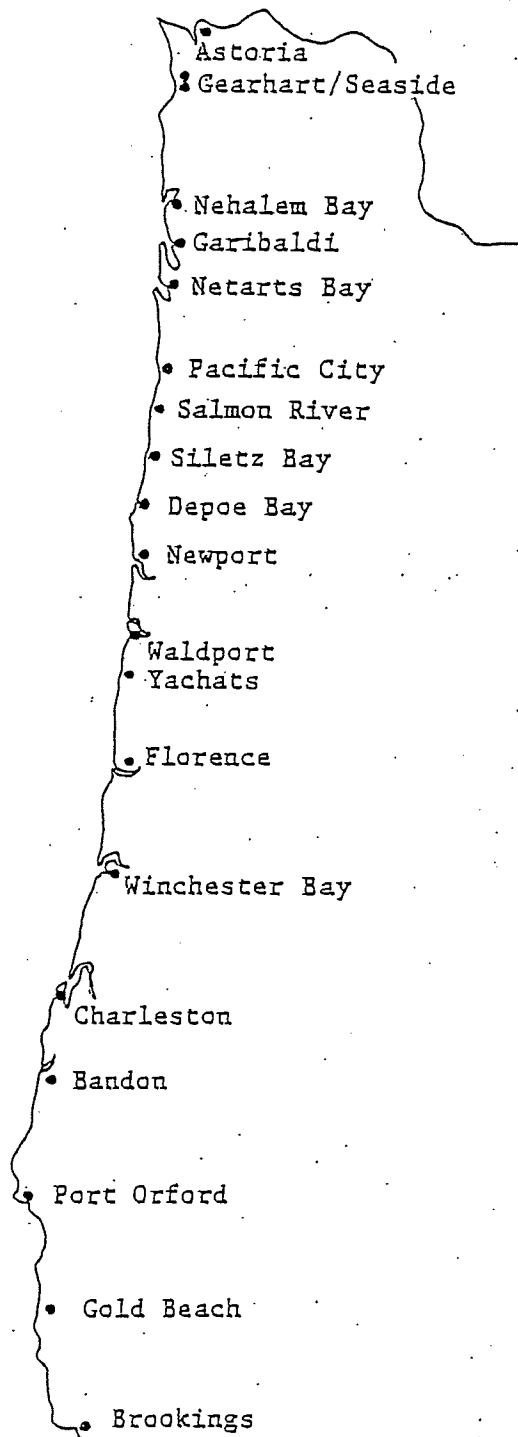 Astoria
Gearhart/Seaside
Nehalem Bay
Garibaldi
Netarts Bay
Pacific City
Salmon River
Siletz Bay
Depoe Bay
Newport
Waldport
Yachats
Florence
Winchester Bay
Charleston
Bandon
Port Orford
Gold Beach
Brookings